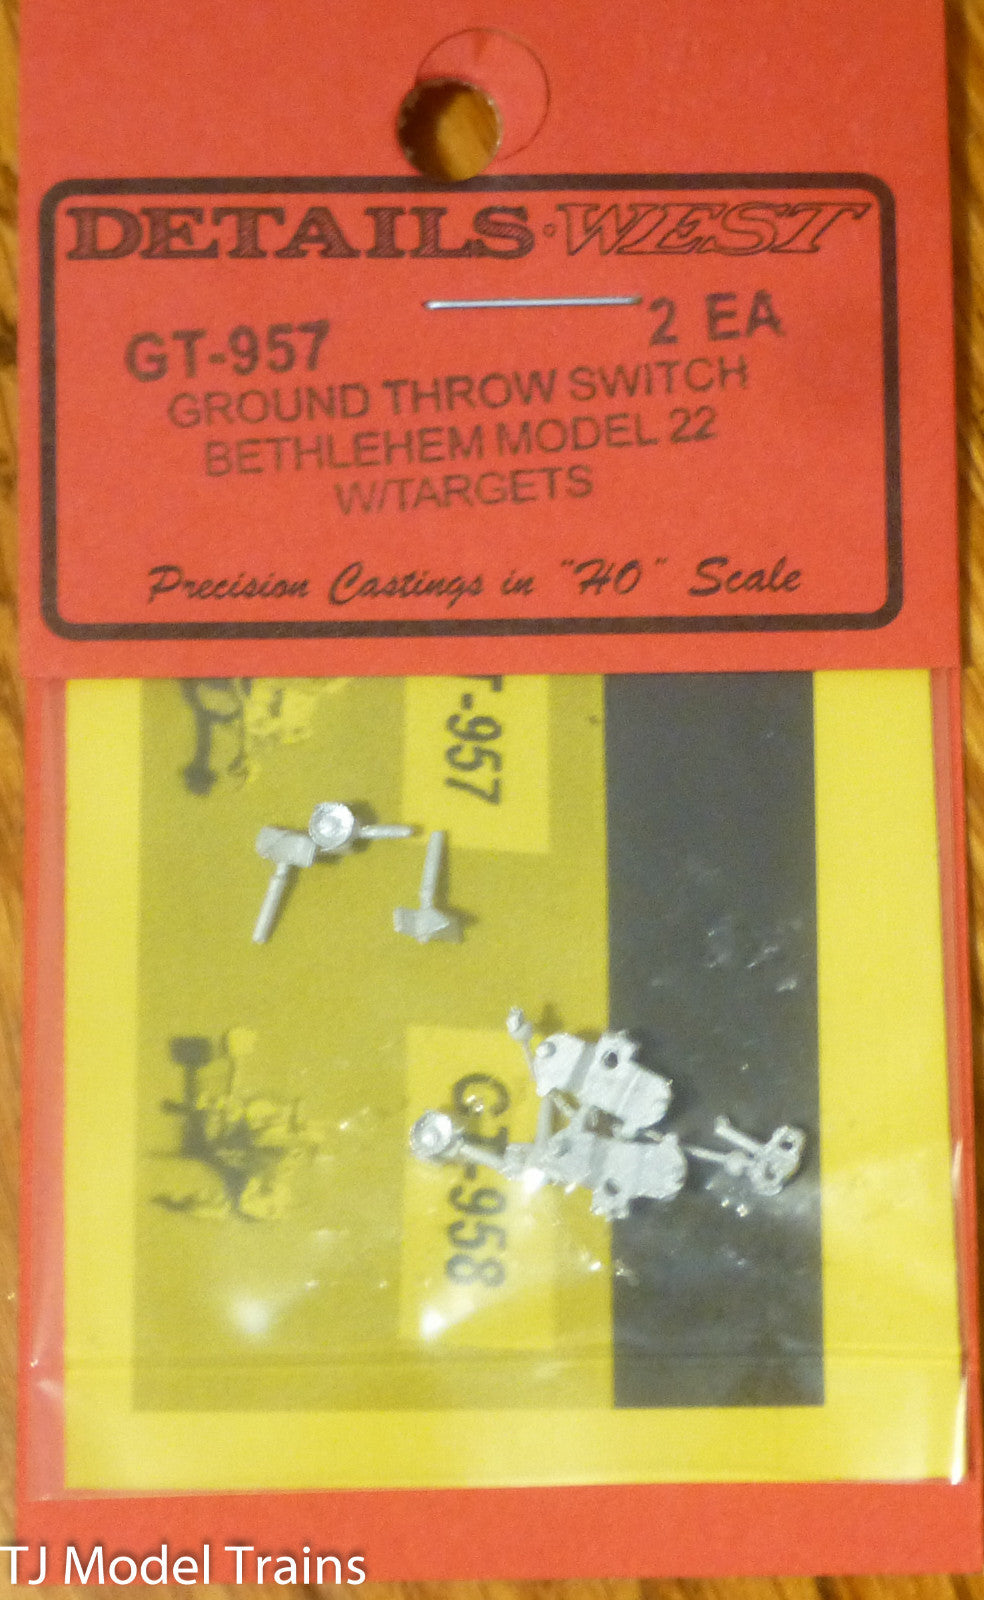 DETAILS·WEST
GT-957
2 EA
GROUND THROW SWITCH
BETHLEHEM MODEL 22
W/TARGETS
Precision Castings in "HO" Scale
T-957
GT-958
TJ Model Trains